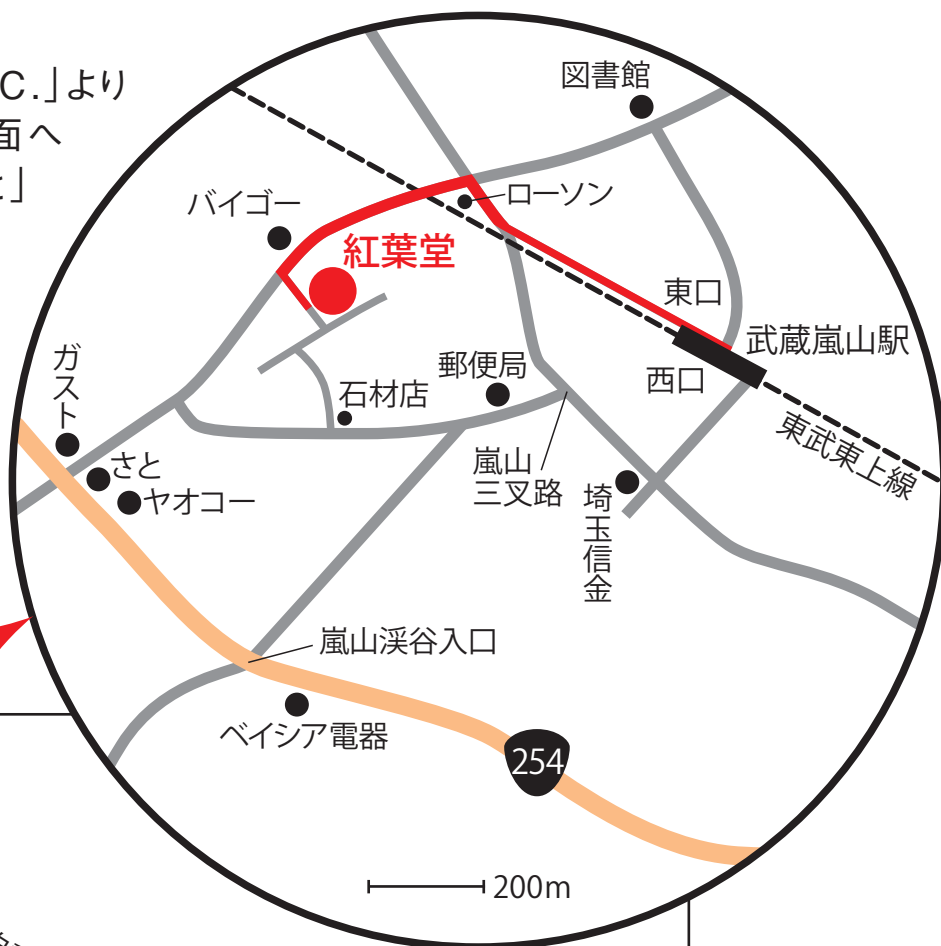 C.」より
面へ
」
図書館
ローソン
バイゴー
紅葉堂
東口
武蔵嵐山駅
西口
東武東上線
ガスト
郵便局
石材店
さと
ヤオコー
嵐山
三叉路
埼玉信金
嵐山渓谷入口
ベイシア電器
254
200m